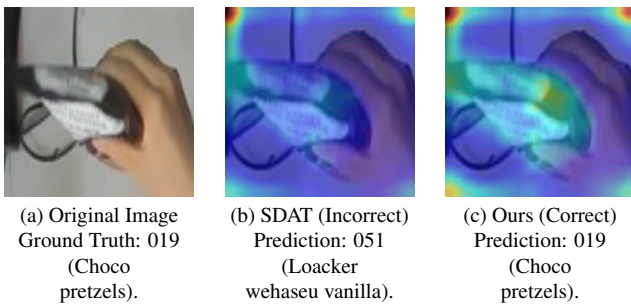 (a) Original Image
Ground Truth: 019
(Choco
pretzels).
(b) SDAT (Incorrect)
Prediction: 051
(Loacker
wehaseu vanilla).
(c) Ours (Correct)
Prediction: 019
(Choco
pretzels).